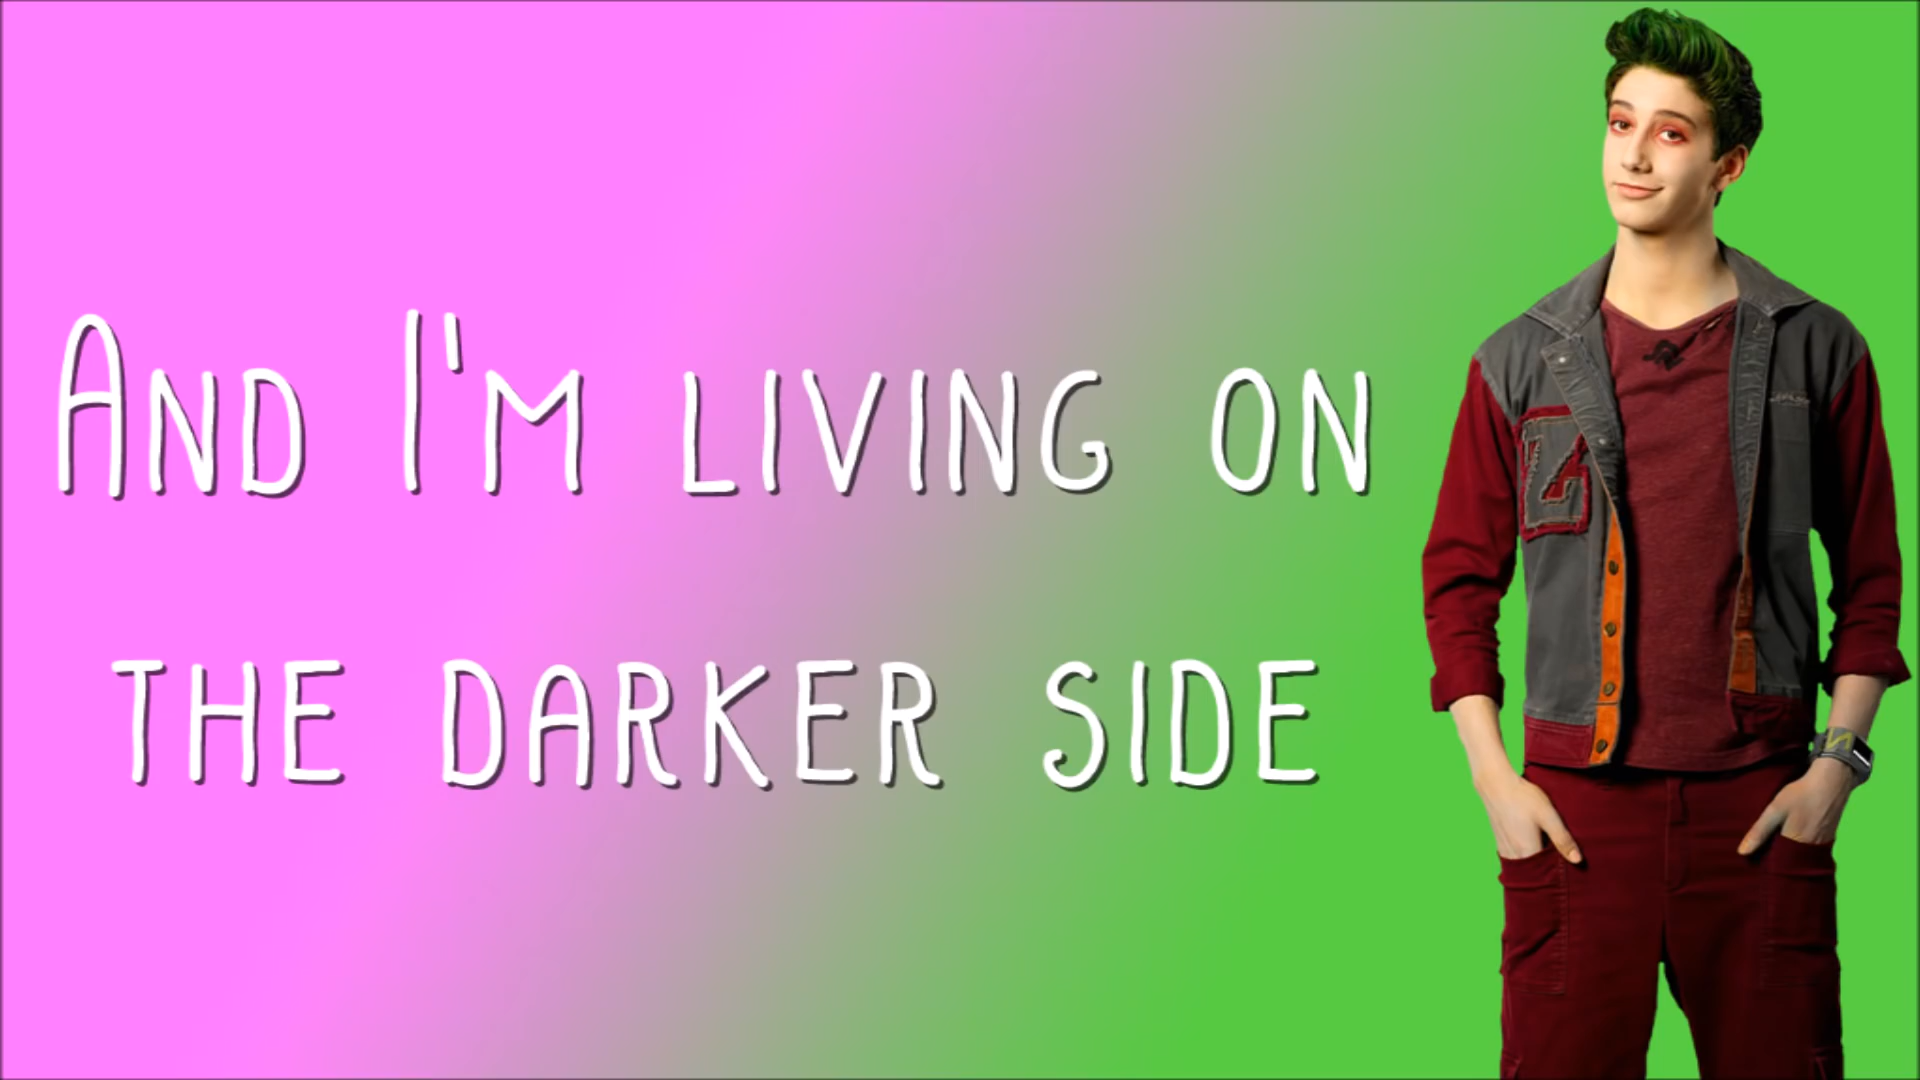 And I'm living on
the darker side
Z